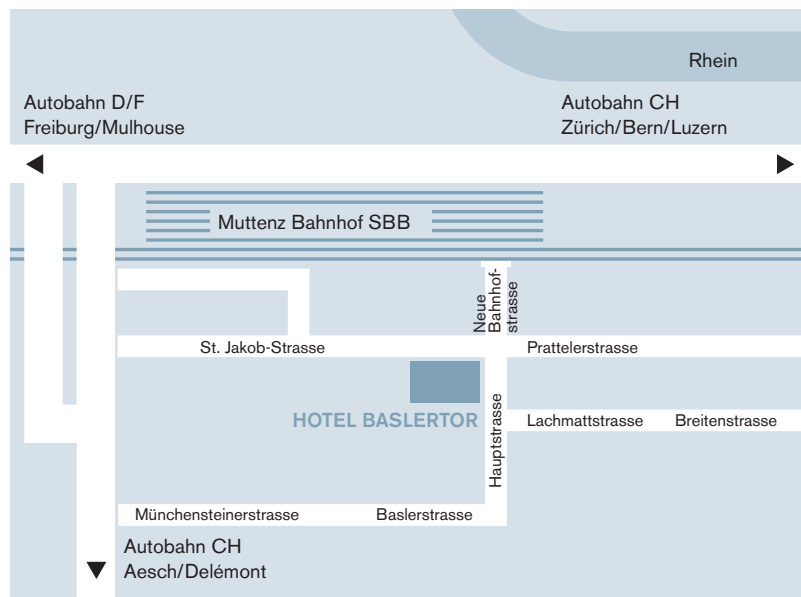 Rhein
Autobahn D/F
Freiburg/Mulhouse
Autobahn CH
Zürich/Bern/Luzern
Muttenz Bahnhof SBB
Neue
Bahnhof-
strasse
St. Jakob-Strasse
Prattelerstrasse
HOTEL BASLERTOR
Hauptstrasse
Lachmattstrasse
Breitenstrasse
Münchensteinerstrasse
Baslerstrasse
Autobahn CH
Aesch/Delémont